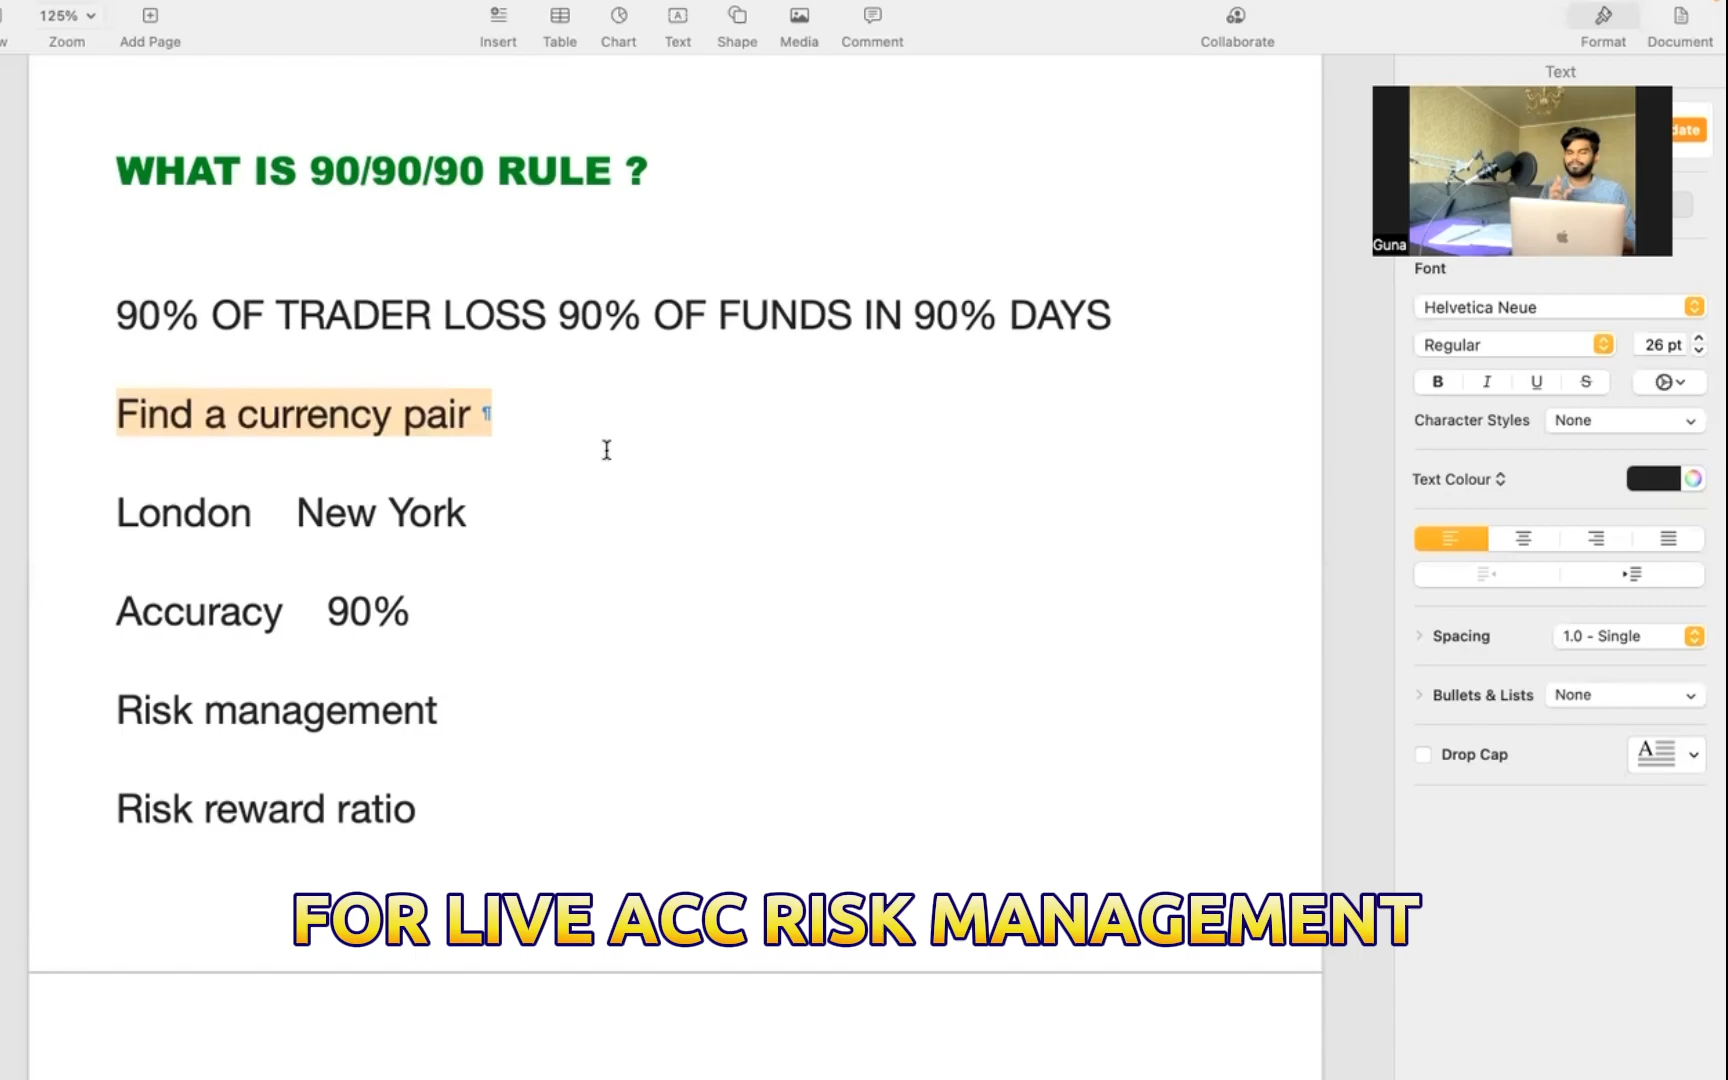 125%
w Zoom Add Page Insert Table Chart Text Shape Media Comment Collaborate Format Document
Text
date
WHAT IS 90/90/90 RULE ?
Guna
Font
Helvetica Neue
90% OF TRADER LOSS 90% OF FUNDS IN 90% DAYS
Regular 26 pt
B I U S
Find a currency pair ¶
Character Styles None
Text Colour
London New York
Accuracy 90%
Spacing 1.0 - Single
Bullets & Lists None
Risk management
Drop Cap A
Risk reward ratio
FOR LIVE ACC RISK MANAGEMENT